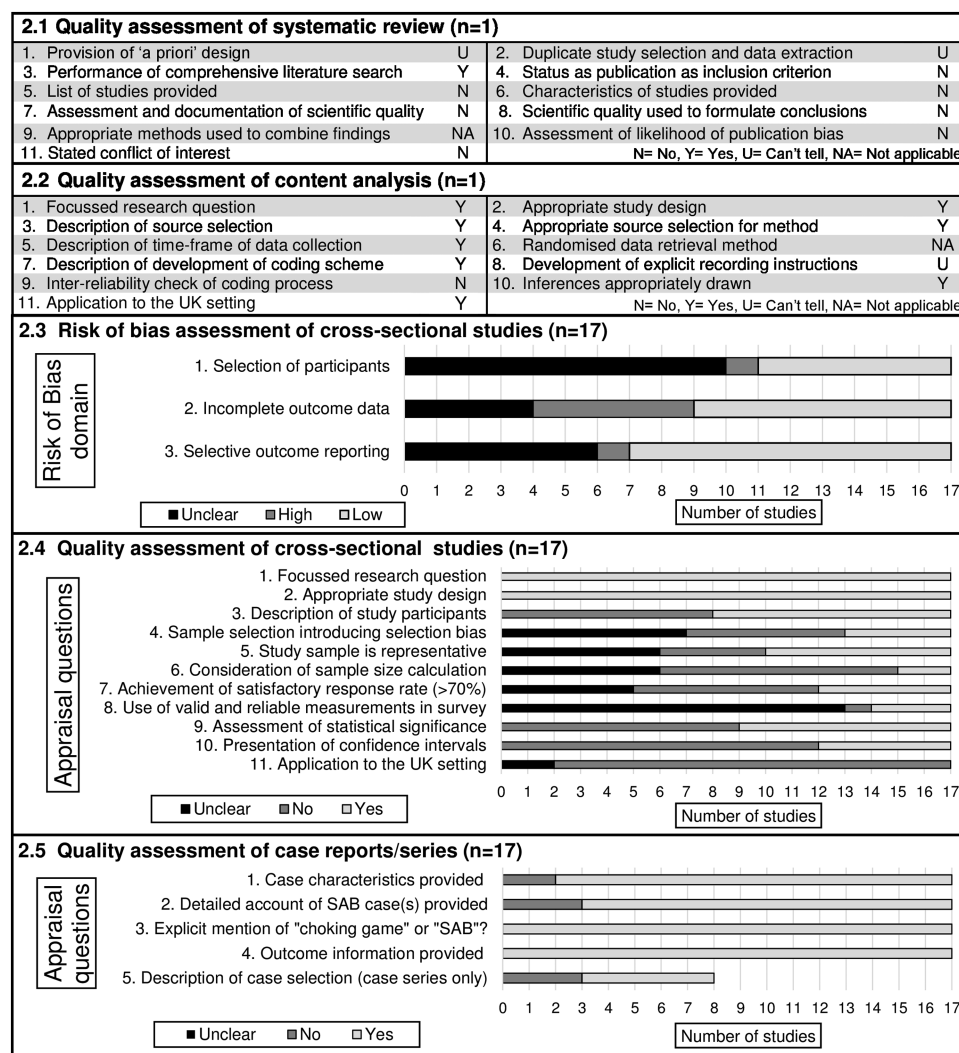 2.1 Quality assessment of systematic review (n=1)
1. Provision of ‘a priori’ design U 2. Duplicate study selection and data extraction U
3. Performance of comprehensive literature search Y 4. Status as publication as inclusion criterion N
5. List of studies provided N 6. Characteristics of studies provided N
7. Assessment and documentation of scientific quality N 8. Scientific quality used to formulate conclusions N
9. Appropriate methods used to combine findings NA 10. Assessment of likelihood of publication bias N
11. Stated conflict of interest N N= No, Y= Yes, U= Can’t tell, NA= Not applicable
2.2 Quality assessment of content analysis (n=1)
1. Focussed research question Y 2. Appropriate study design Y
3. Description of source selection Y 4. Appropriate source selection for method Y
5. Description of time-frame of data collection Y 6. Randomised data retrieval method NA
7. Description of development of coding scheme Y 8. Development of explicit recording instructions U
9. Inter-reliability check of coding process N 10. Inferences appropriately drawn Y
11. Application to the UK setting Y N= No, Y= Yes, U= Can’t tell, NA= Not applicable
2.3 Risk of bias assessment of cross-sectional studies (n=17)
Risk of Bias
domain
1. Selection of participants
2. Incomplete outcome data
3. Selective outcome reporting
0 1 2 3 4 5 6 7 8 9 10 11 12 13 14 15 16 17
Unclear High Low
Number of studies
2.4 Quality assessment of cross-sectional studies (n=17)
Appraisal questions
1. Focussed research question
2. Appropriate study design
3. Description of study participants
4. Sample selection introducing selection bias
5. Study sample is representative
6. Consideration of sample size calculation
7. Achievement of satisfactory response rate (>70%)
8. Use of valid and reliable measurements in survey
9. Assessment of statistical significance
10. Presentation of confidence intervals
11. Application to the UK setting
0 1 2 3 4 5 6 7 8 9 10 11 12 13 14 15 16 17
Unclear No Yes
Number of studies
2.5 Quality assessment of case reports/series (n=17)
Appraisal
questions
1. Case characteristics provided
2. Detailed account of SAB case(s) provided
3. Explicit mention of "choking game" or "SAB"?
4. Outcome information provided
5. Description of case selection (case series only)
0 1 2 3 4 5 6 7 8 9 10 11 12 13 14 15 16 17
Unclear No Yes
Number of studies